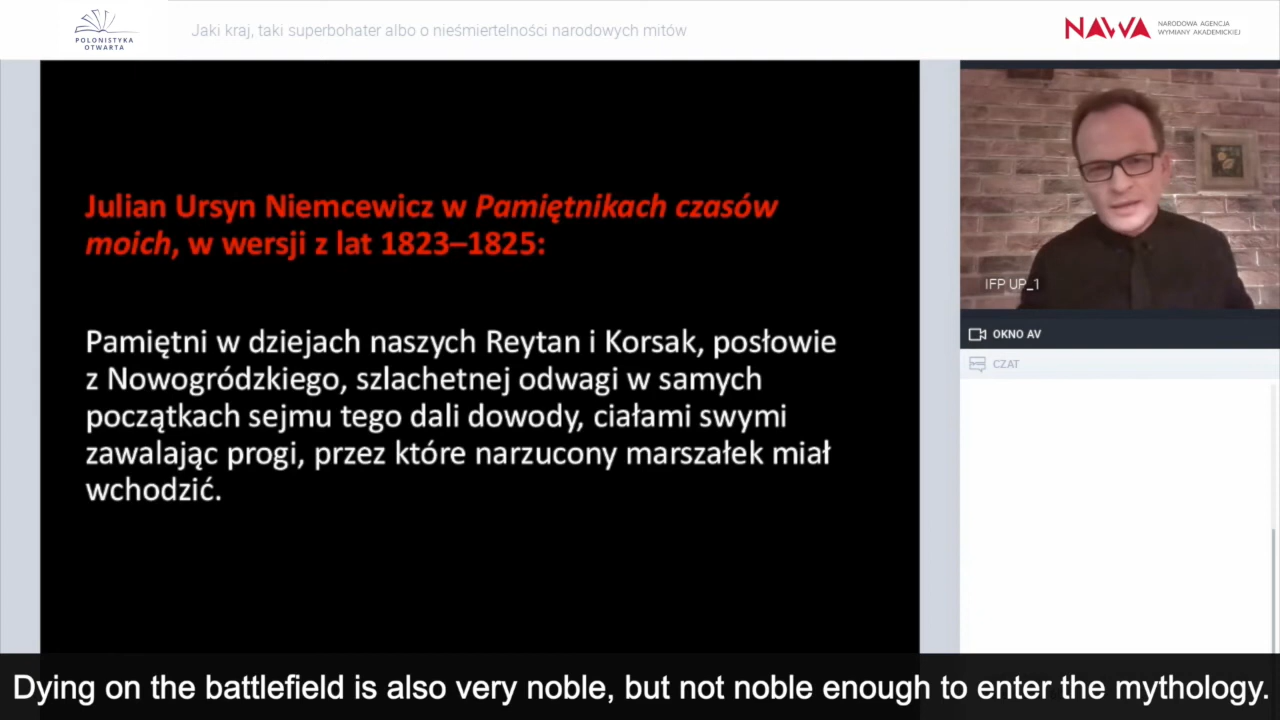 POLONISTYKA
OTWARTA
Jaki kraj, taki superbohater albo o nieśmiertelności narodowych mitów
NAWA
NARODOWA AGENCJA
WYMIANY AKADEMICKIEJ
Julian Ursyn Niemcewicz w Pamiętnikach czasów
moich, w wersji z lat 1823–1825:
Pamiętni w dziejach naszych Reytan i Korsak, posłowie
z Nowogródzkiego, szlachetnej odwagi w samych
początkach sejmu tego dali dowody, ciałami swymi
zawalając progi, przez które narzucony marszałek miał
wchodzić.
IFP UP_1
OKNO AV
CZAT
Dying on the battlefield is also very noble, but not noble enough to enter the mythology.